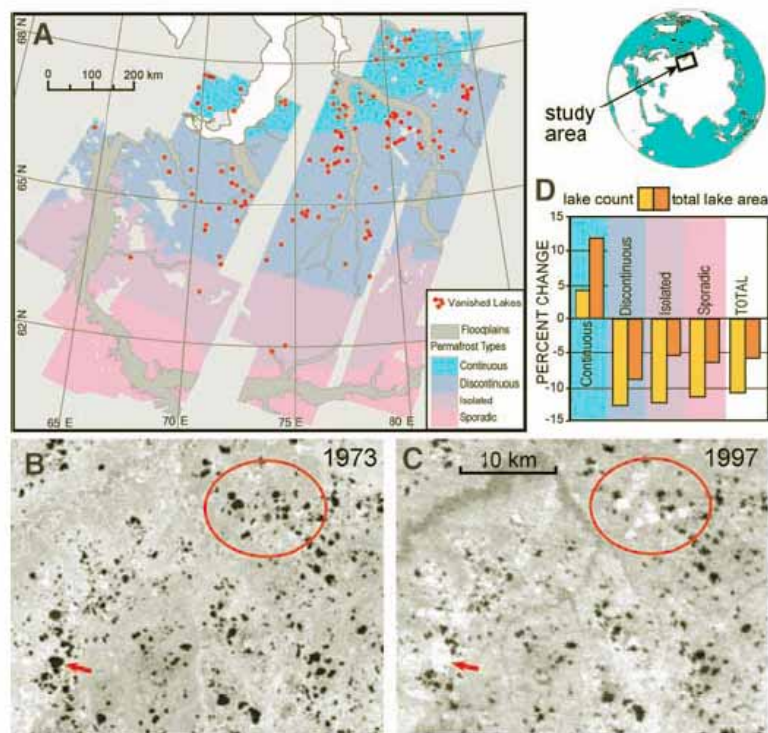 A
0 100 200 km
68 N
65 N
62 N
65 E
70 E
75 E
80 E
Vanished Lakes
Floodplains
Permafrost Types
Continuous
Discontinuous
Isolated
Sporadic
study
area
D
lake count
total lake area
PERCENT CHANGE
15
10
5
0
-5
-10
-15
Continuous
Discontinuous
Isolated
Sporadic
TOTAL
B
1973
C
10 km
1997